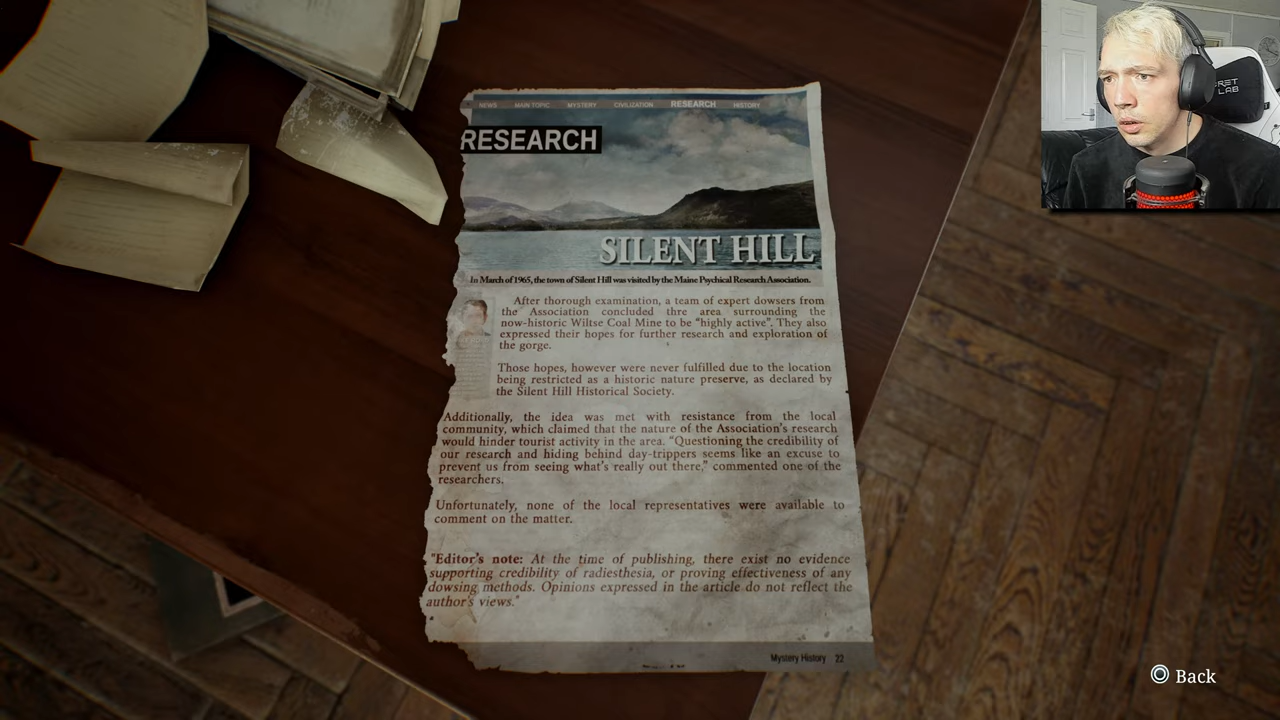 NEWS MAIN TOPIC MYSTERY CIVILIZATION RESEARCH HISTORY
RESEARCH
SILENT HILL
In March of 1965, the town of Silent Hill was visited by the Maine Psychical Research Association.
After thorough examination, a team of expert dowsers from
the Association concluded thre area surrounding the
now-historic Wiltse Coal Mine to be "highly active". They also
expressed their hopes for further research and exploration of
the gorge.
Those hopes, however were never fulfilled due to the location
being restricted as a historic nature preserve, as declared by
the Silent Hill Historical Society.
Additionally, the idea was met with resistance from the local
community, which claimed that the nature of the Association's research
would hinder tourist activity in the area. "Questioning the credibility of
our research and hiding behind day-trippers seems like an excuse to
prevent us from seeing what's really out there," commented one of the
researchers.
Unfortunately, none of the local representatives were available to
comment on the matter.
"Editor's note: At the time of publishing, there exist no evidence
supporting credibility of radiesthesia, or proving effectiveness of any
dowsing methods. Opinions expressed in the article do not reflect the
author's views."
Mystery History 22
Back